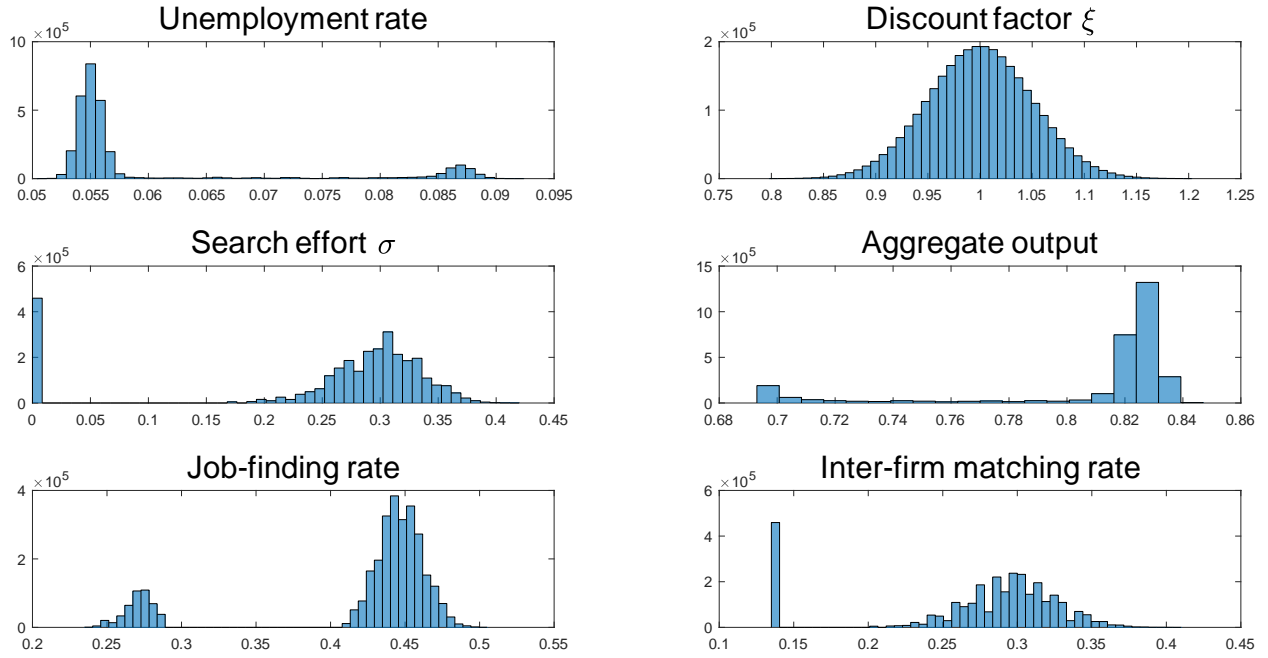 Unemployment rate
× 10^5
10
5
0
0.05 0.055 0.06 0.065 0.07 0.075 0.08 0.085 0.09 0.095
Discount factor ξ
× 10^5
2
1
0
0.75 0.8 0.85 0.9 0.95 1 1.05 1.1 1.15 1.2 1.25
Search effort σ
× 10^5
6
4
2
0
0 0.05 0.1 0.15 0.2 0.25 0.3 0.35 0.4 0.45
Aggregate output
× 10^5
15
10
5
0
0.68 0.7 0.72 0.74 0.76 0.78 0.8 0.82 0.84 0.86
Job-finding rate
× 10^5
4
2
0
0.2 0.25 0.3 0.35 0.4 0.45 0.5 0.55
Inter-firm matching rate
× 10^5
6
4
2
0
0.1 0.15 0.2 0.25 0.3 0.35 0.4 0.45